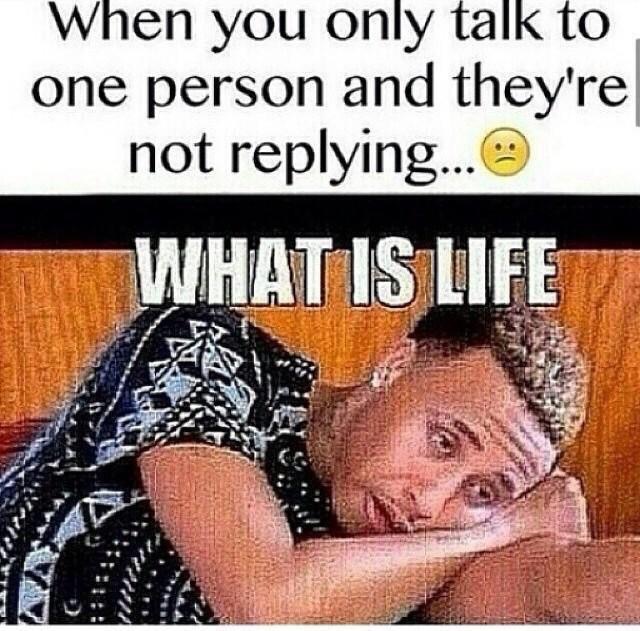 When you only talk to
one person and they're
not replying...😕
WHAT IS LIFE